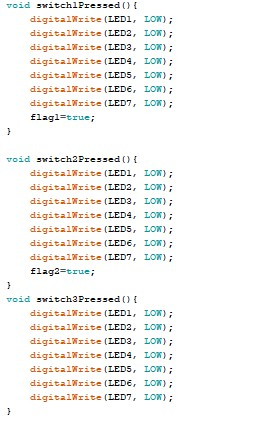 void switch1Pressed(){
digitalWrite(LED1, LOW);
digitalWrite(LED2, LOW);
digitalWrite(LED3, LOW);
digitalWrite(LED4, LOW);
digitalWrite(LED5, LOW);
digitalWrite(LED6, LOW);
digitalWrite(LED7, LOW);
flag1=true;
}
void switch2Pressed(){
digitalWrite(LED1, LOW);
digitalWrite(LED2, LOW);
digitalWrite(LED3, LOW);
digitalWrite(LED4, LOW);
digitalWrite(LED5, LOW);
digitalWrite(LED6, LOW);
digitalWrite(LED7, LOW);
flag2=true;
}
void switch3Pressed(){
digitalWrite(LED1, LOW);
digitalWrite(LED2, LOW);
digitalWrite(LED3, LOW);
digitalWrite(LED4, LOW);
digitalWrite(LED5, LOW);
digitalWrite(LED6, LOW);
digitalWrite(LED7, LOW);
}